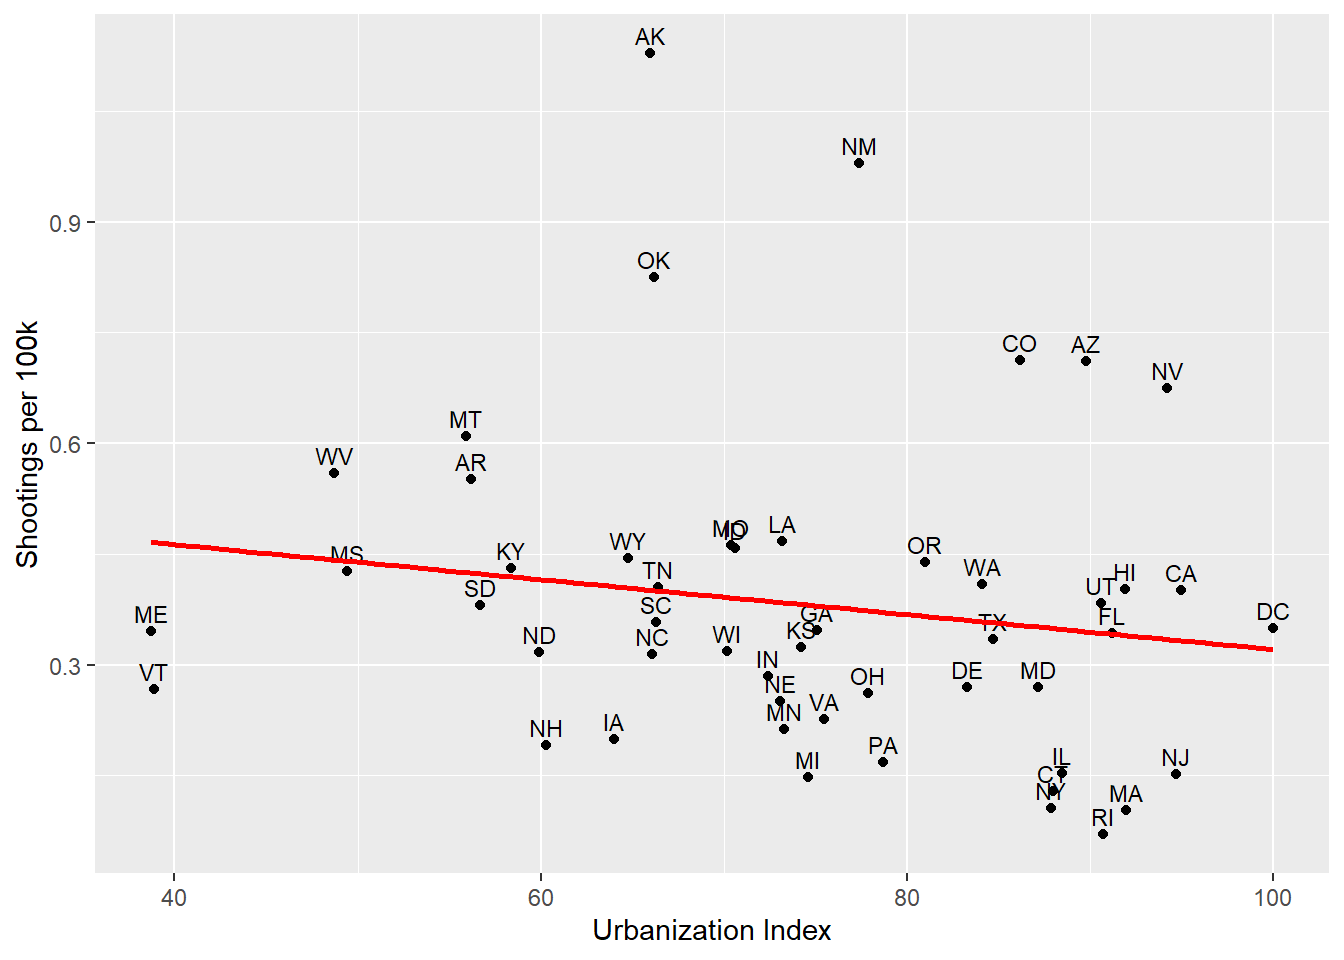 AK
NM
0.9
OK
CO
AZ
NV
MT
0.6
WV
AR
MO
ID
LA
MS
KY
WY
OR
TN
WA
UT
HI
CA
SD
SC
GA
ME
ND
NC
WI
KS
TX
FL
DC
0.3
VT
IN
NE
OH
DE
MD
NH
IA
MN
VA
MI
PA
IL
CT
NY
NJ
MA
RI
40
60
80
100
Urbanization Index
Shootings per 100k